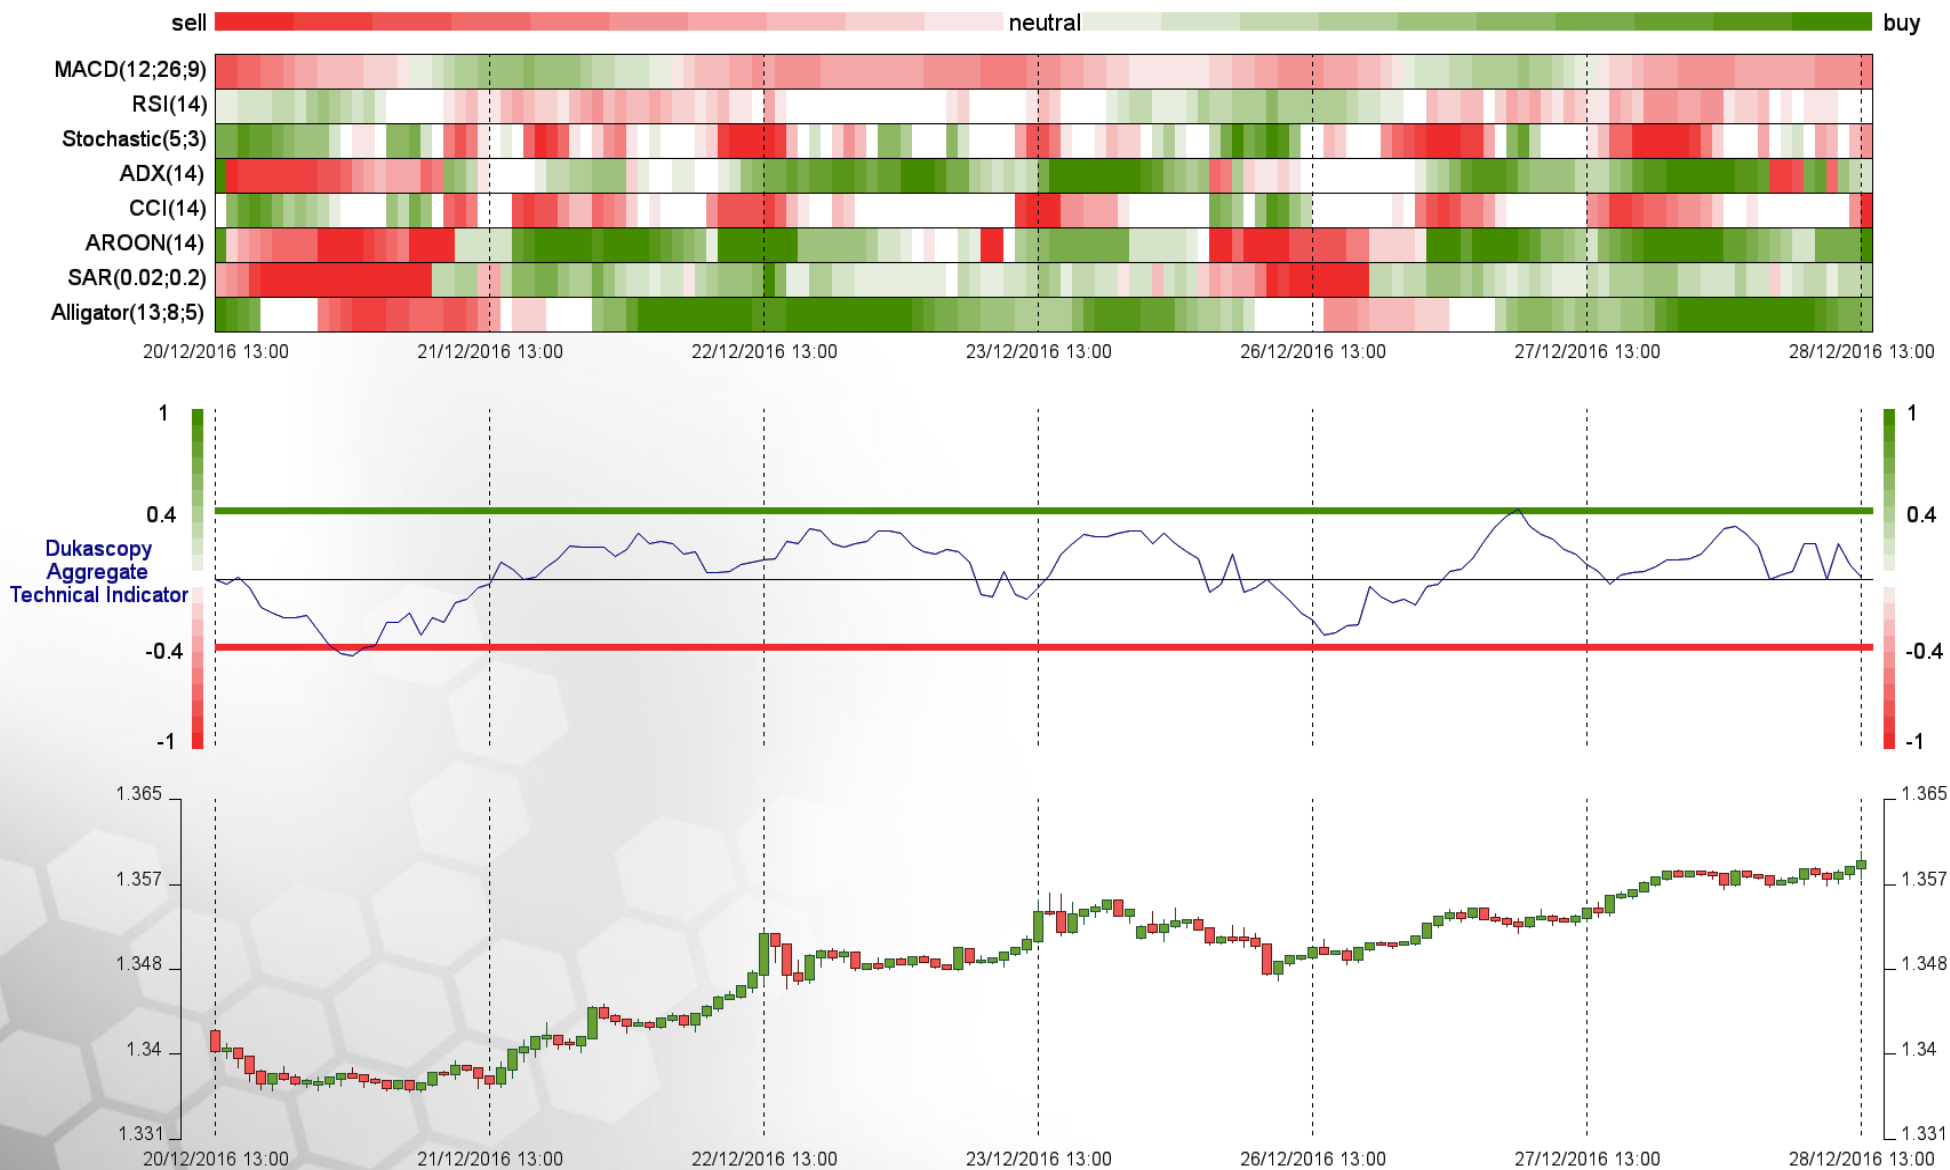 sell neutral buy
MACD(12;26;9)
RSI(14)
Stochastic(5;3)
ADX(14)
CCI(14)
AROON(14)
SAR(0.02;0.2)
Alligator(13;8;5)
20/12/2016 13:00 21/12/2016 13:00 22/12/2016 13:00 23/12/2016 13:00 26/12/2016 13:00 27/12/2016 13:00 28/12/2016 13:00
1 1
0.4 0.4
Dukascopy
Aggregate
Technical Indicator
-0.4 -0.4
-1 -1
1.365 1.365
1.357 1.357
1.348 1.348
1.34 1.34
1.331 1.331
20/12/2016 13:00 21/12/2016 13:00 22/12/2016 13:00 23/12/2016 13:00 26/12/2016 13:00 27/12/2016 13:00 28/12/2016 13:00